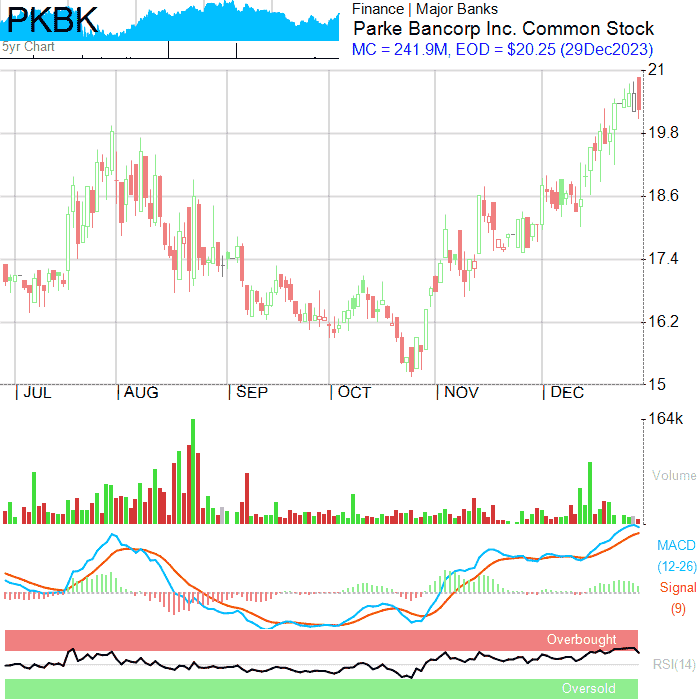 PKBK
5yr Chart
Finance | Major Banks
Parke Bancorp Inc. Common Stock
MC = 241.9M, EOD = $20.25 (29Dec2023)
21
19.8
18.6
17.4
16.2
15
| JUL | AUG | SEP | OCT | NOV | DEC
164k
Volume
MACD
(12-26)
Signal
(9)
Overbought
RSI(14)
Oversold